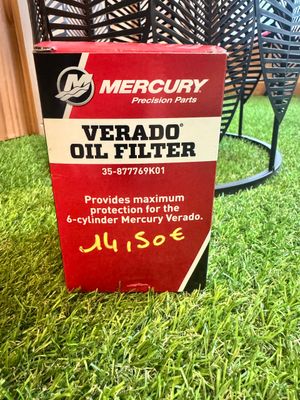 MERCURY
Precision Parts
VERADO®
OIL FILTER
35-877769K01
Provides maximum
protection for the
6-cylinder Mercury Verado.
14,50€